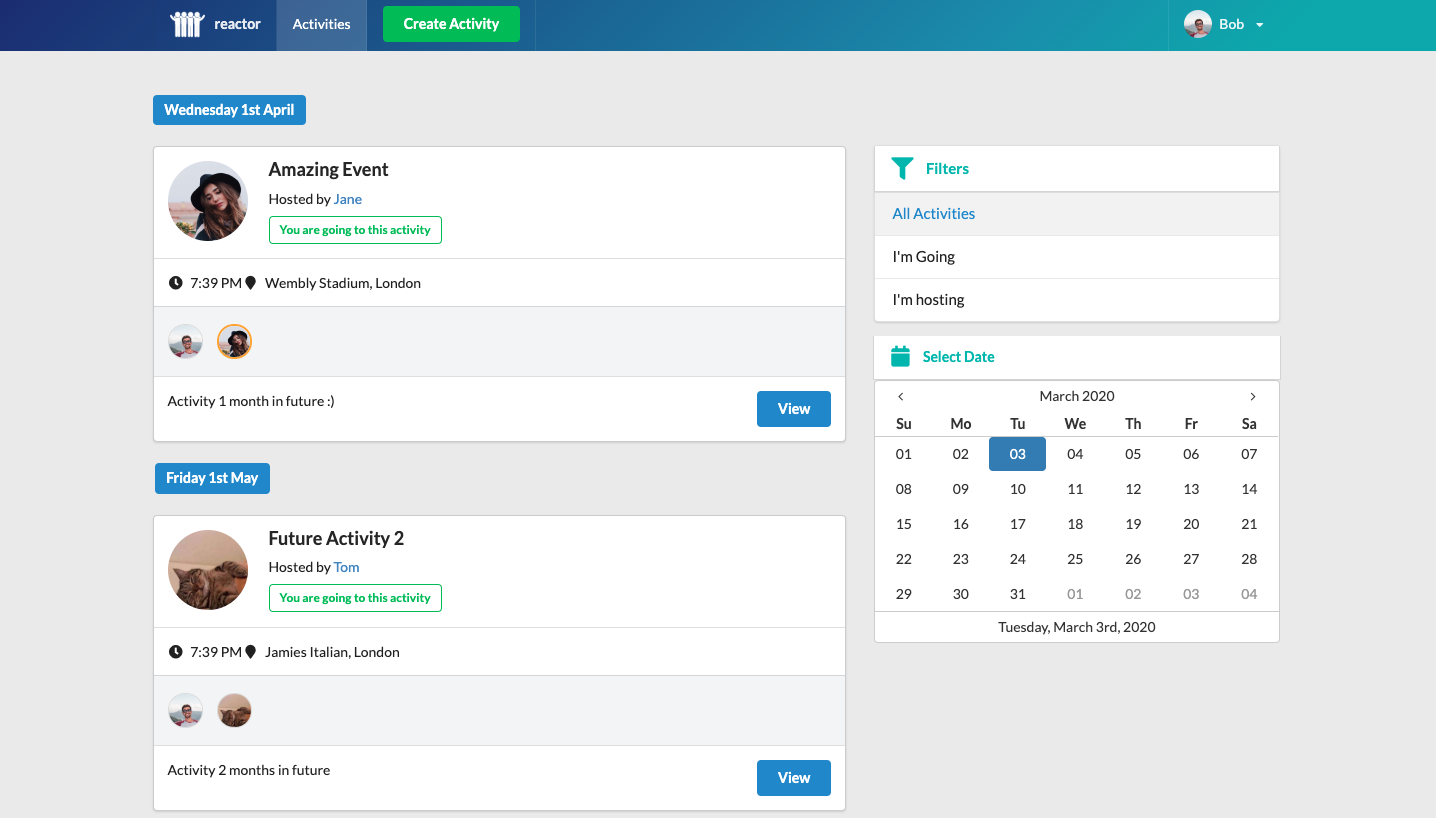 reactor Activities Create Activity Bob
Wednesday 1st April
Amazing Event
Hosted by Jane
You are going to this activity
7:39 PM Wembly Stadium, London
Activity 1 month in future :)
View
Friday 1st May
Future Activity 2
Hosted by Tom
You are going to this activity
7:39 PM Jamies Italian, London
Activity 2 months in future
View
Filters
All Activities
I'm Going
I'm hosting
Select Date
‹ March 2020 ›
Su Mo Tu We Th Fr Sa
01 02 03 04 05 06 07
08 09 10 11 12 13 14
15 16 17 18 19 20 21
22 23 24 25 26 27 28
29 30 31 01 02 03 04
Tuesday, March 3rd, 2020